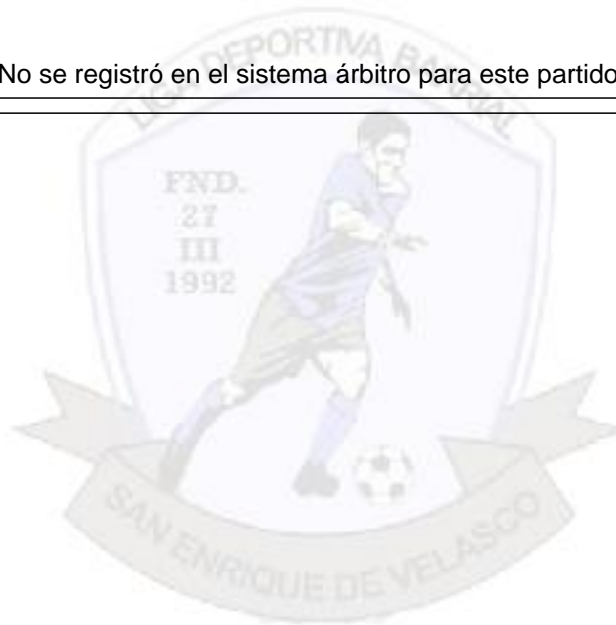 No se registró en el sistema árbitro para este partido
LIGA DEPORTIVA BARRIAL
FND.
27
III
1992
SAN ENRIQUE DE VELASCO